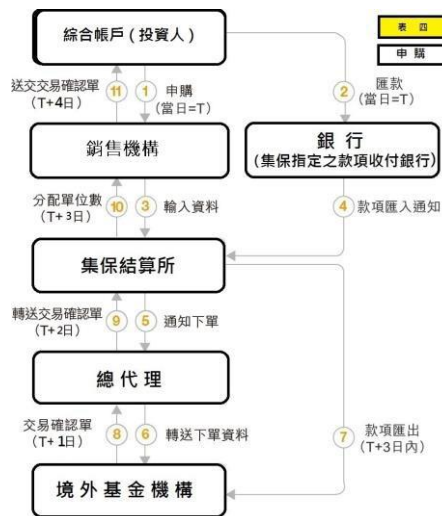 表 四
申 購
綜合帳戶(投資人)
送交交易確認單
(T+4日)
11
1
申購
(當日=T)
2
匯款
(當日=T)
銷售機構
銀 行
(集保指定之款項收付銀行)
分配單位數
(T+3日)
10
3
輸入資料
4
款項匯入通知
集保結算所
轉送交易確認單
(T+2日)
9
5
通知下單
總代理
交易確認單
(T+1日)
8
6
轉送下單資料
7
款項匯出
(T+3日內)
境外基金機構